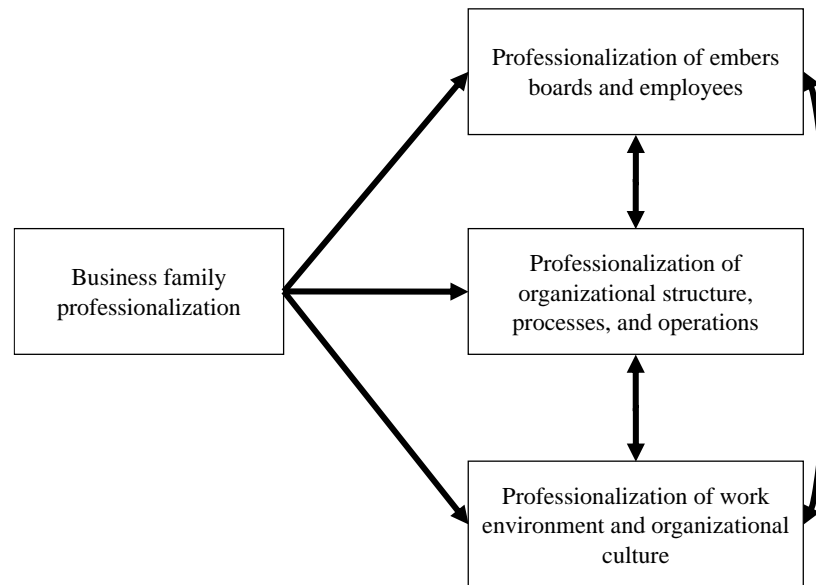 Professionalization of embers
boards and employees
Business family
professionalization
Professionalization of
organizational structure,
processes, and operations
Professionalization of work
environment and organizational
culture